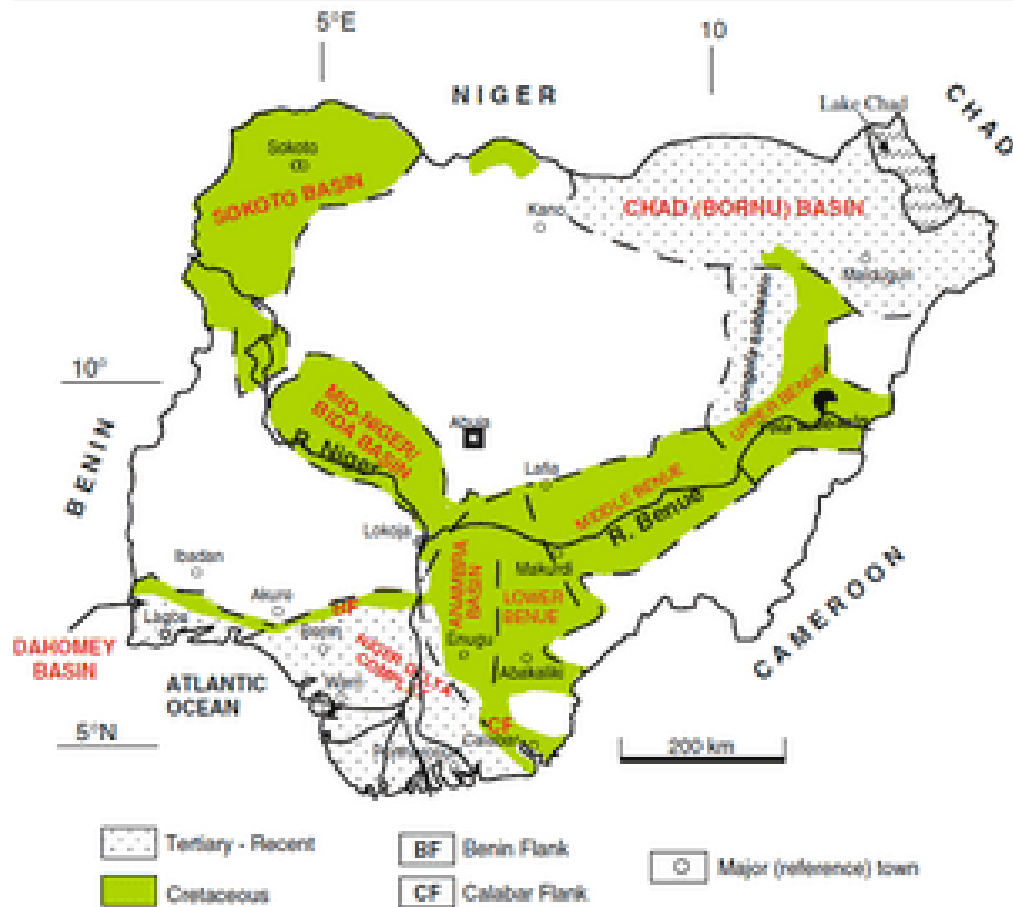 5°E
10
NIGER
CHAD
Lake Chad
Sokoto
SOKOTO BASIN
Kano
CHAD (BORNU) BASIN
Maiduguri
10°
MID-NIGER/
BIDA BASIN
R. Niger
Abuja
UPPER BENUE
BENIN
Lafia
MIDDLE BENUE
R. Benue
Lokoja
Ibadan
Makurdi
ANAMBRA
BASIN
LOWER
BENUE
Akure
BF
Lagos
Benin
Enugu
NIGER DELTA
DAHOMEY
BASIN
Abakaliki
CAMEROON
ATLANTIC
OCEAN
Warri
CF
Calabar
5°N
200 km
Tertiary - Recent
BF
Benin Flank
Major (reference) town
Cretaceous
CF
Calabar Flank